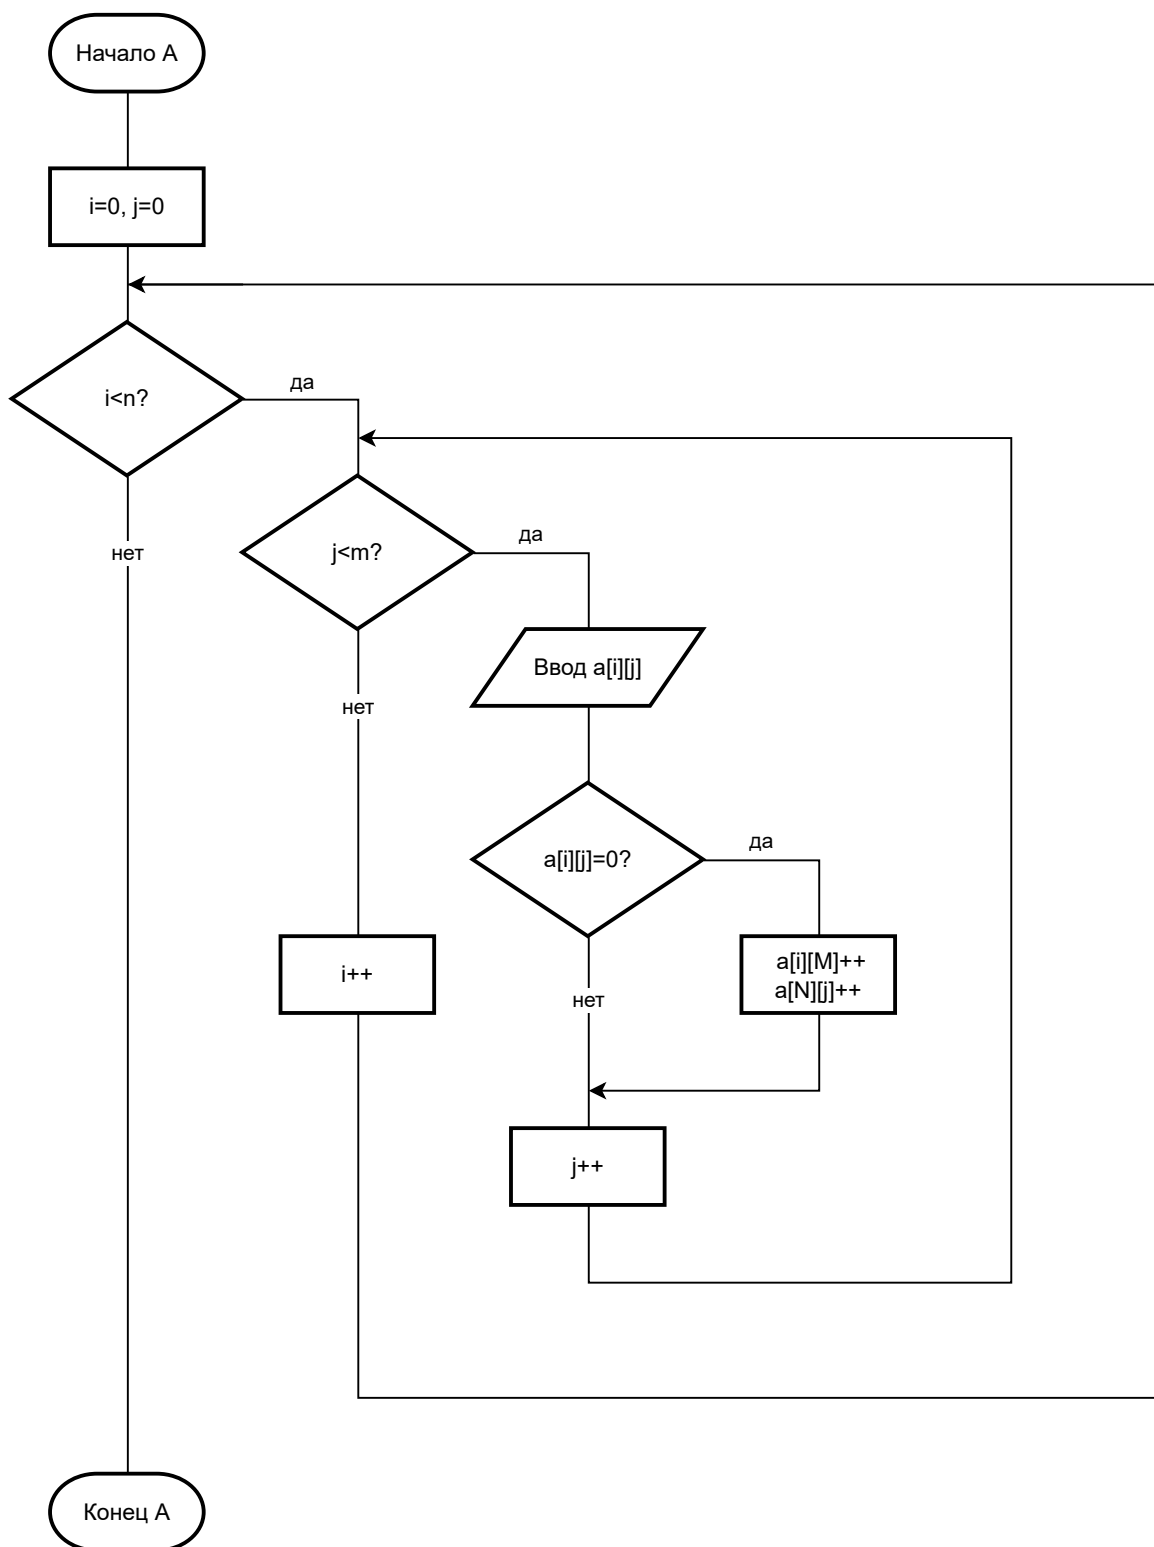 Начало А
i=0, j=0
i<n?
да
нет
j<m?
да
нет
Ввод a[i][j]
a[i][j]=0?
да
нет
a[i][M]++
a[N][j]++
i++
j++
Конец А